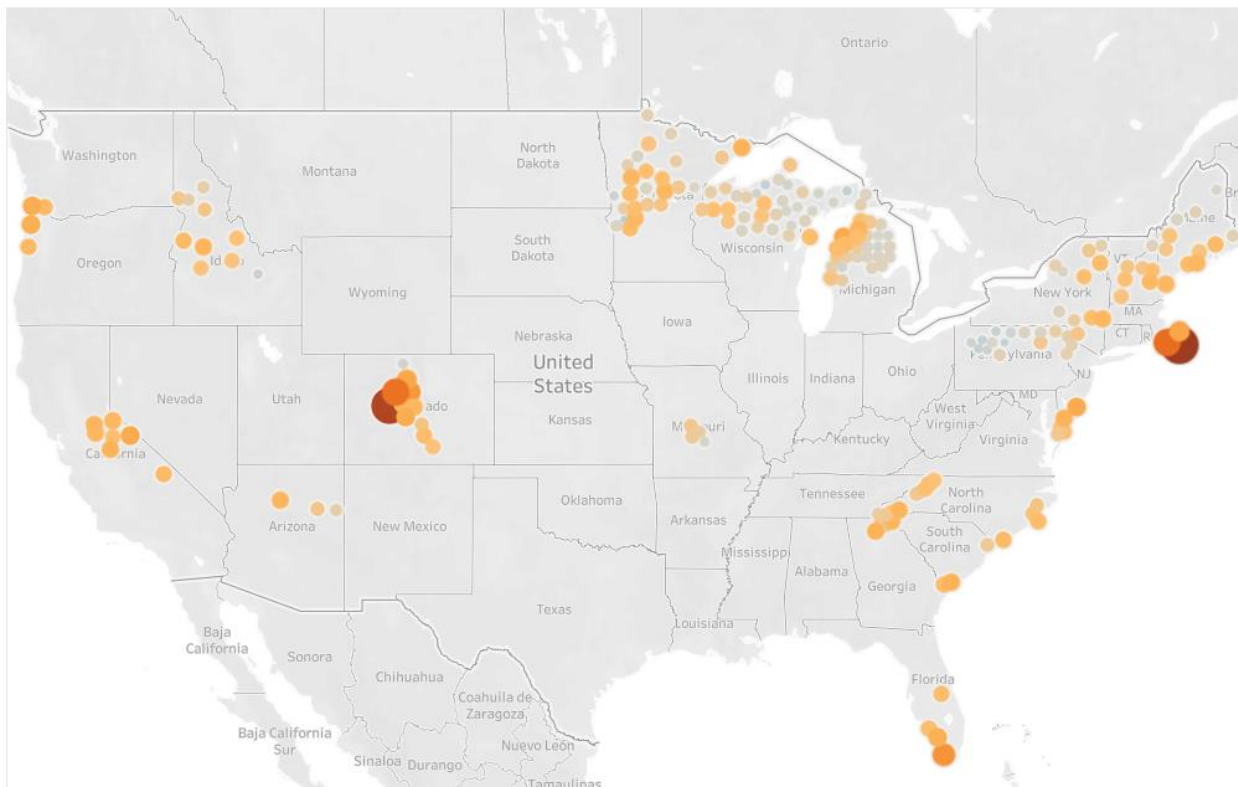 Ontario
Washington
Montana
North
Dakota
Maine
Oregon
South
Dakota
Wisconsin
VT
Wyoming
Michigan
New York
MA
Iowa
CT
Nebraska
United
States
NJ
Nevada
Utah
Illinois
Indiana
Ohio
MD
Kansas
West
Virginia
Virginia
Kentucky
Oklahoma
Tennessee
North
Carolina
Arizona
New Mexico
Arkansas
South
Carolina
Mississippi
Alabama
Georgia
Texas
Louisiana
Baja
California
Sonora
Chihuahua
Florida
Coahuila de
Zaragoza
Baja California
Sur
Nuevo León
Sinaloa
Durango
Tamaulipas